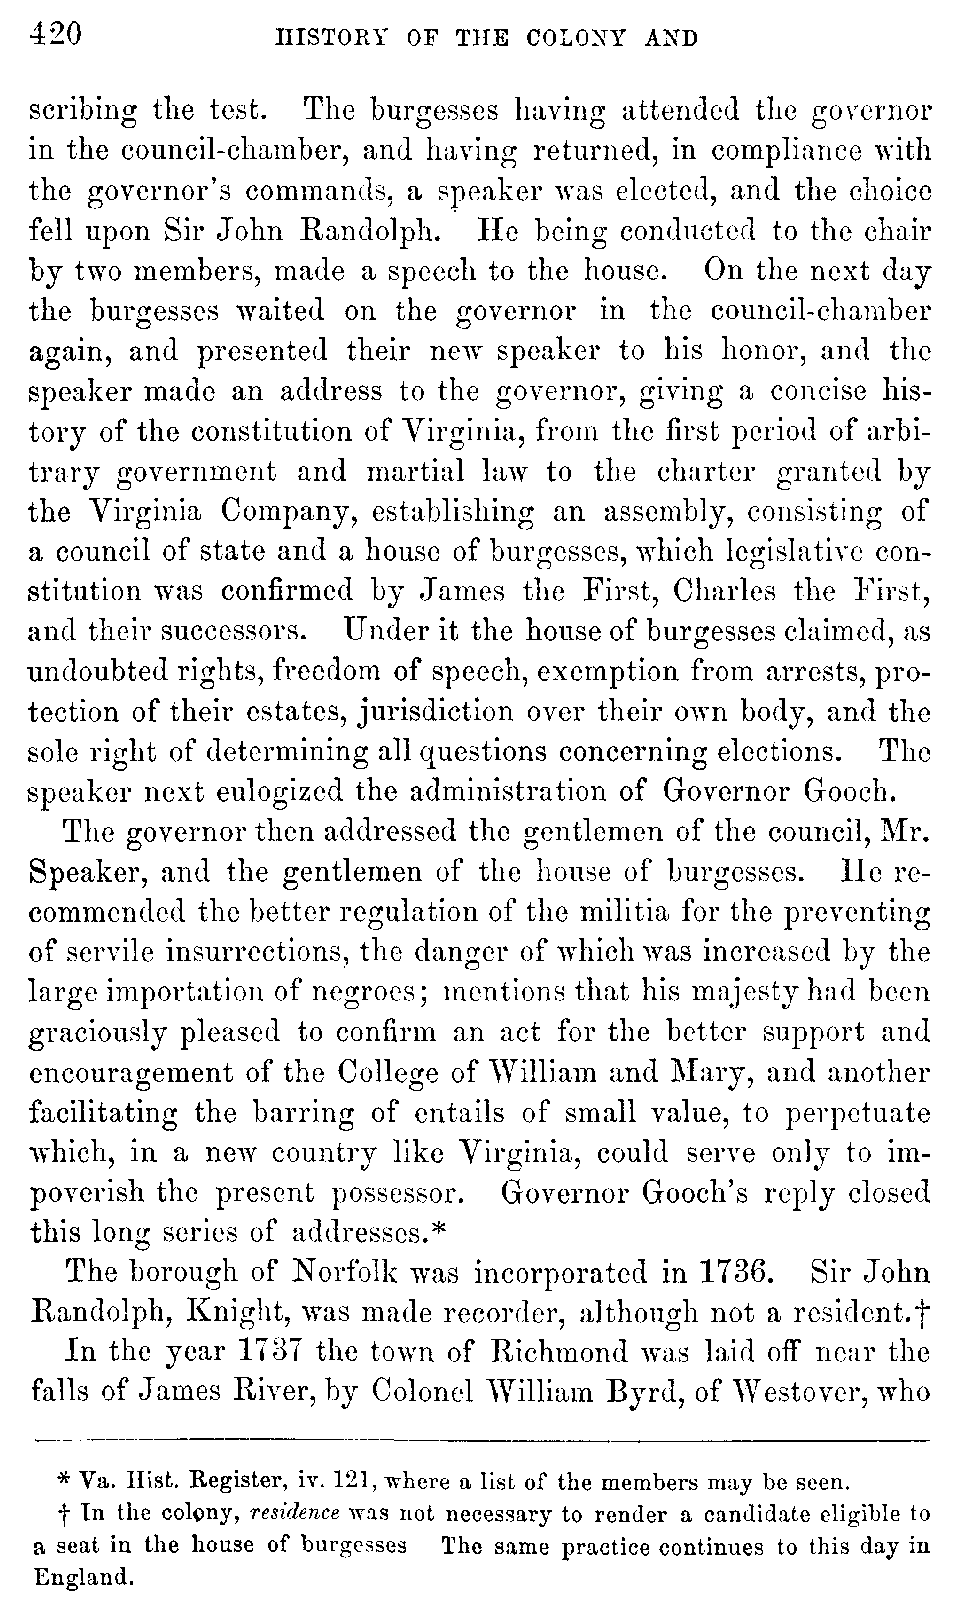 420 HISTORY OF THE COLONY AND
scribing the test. The burgesses having attended the governor
in the council-chamber, and having returned, in compliance with
the governor's commands, a speaker was elected, and the choice
fell upon Sir John Randolph. He being conducted to the chair
by two members, made a speech to the house. On the next day
the burgesses waited on the governor in the council-chamber
again, and presented their new speaker to his honor, and the
speaker made an address to the governor, giving a concise his-
tory of the constitution of Virginia, from the first period of arbi-
trary government and martial law to the charter granted by
the Virginia Company, establishing an assembly, consisting of
a council of state and a house of burgesses, which legislative con-
stitution was confirmed by James the First, Charles the First,
and their successors. Under it the house of burgesses claimed, as
undoubted rights, freedom of speech, exemption from arrests, pro-
tection of their estates, jurisdiction over their own body, and the
sole right of determining all questions concerning elections. The
speaker next eulogized the administration of Governor Gooch.
The governor then addressed the gentlemen of the council, Mr.
Speaker, and the gentlemen of the house of burgesses. He re-
commended the better regulation of the militia for the preventing
of servile insurrections, the danger of which was increased by the
large importation of negroes; mentions that his majesty had been
graciously pleased to confirm an act for the better support and
encouragement of the College of William and Mary, and another
facilitating the barring of entails of small value, to perpetuate
which, in a new country like Virginia, could serve only to im-
poverish the present possessor. Governor Gooch's reply closed
this long series of addresses.*
The borough of Norfolk was incorporated in 1736. Sir John
Randolph, Knight, was made recorder, although not a resident.†
In the year 1737 the town of Richmond was laid off near the
falls of James River, by Colonel William Byrd, of Westover, who
* Va. Hist. Register, iv. 121, where a list of the members may be seen.
† In the colony, residence was not necessary to render a candidate eligible to
a seat in the house of burgesses The same practice continues to this day in
England.